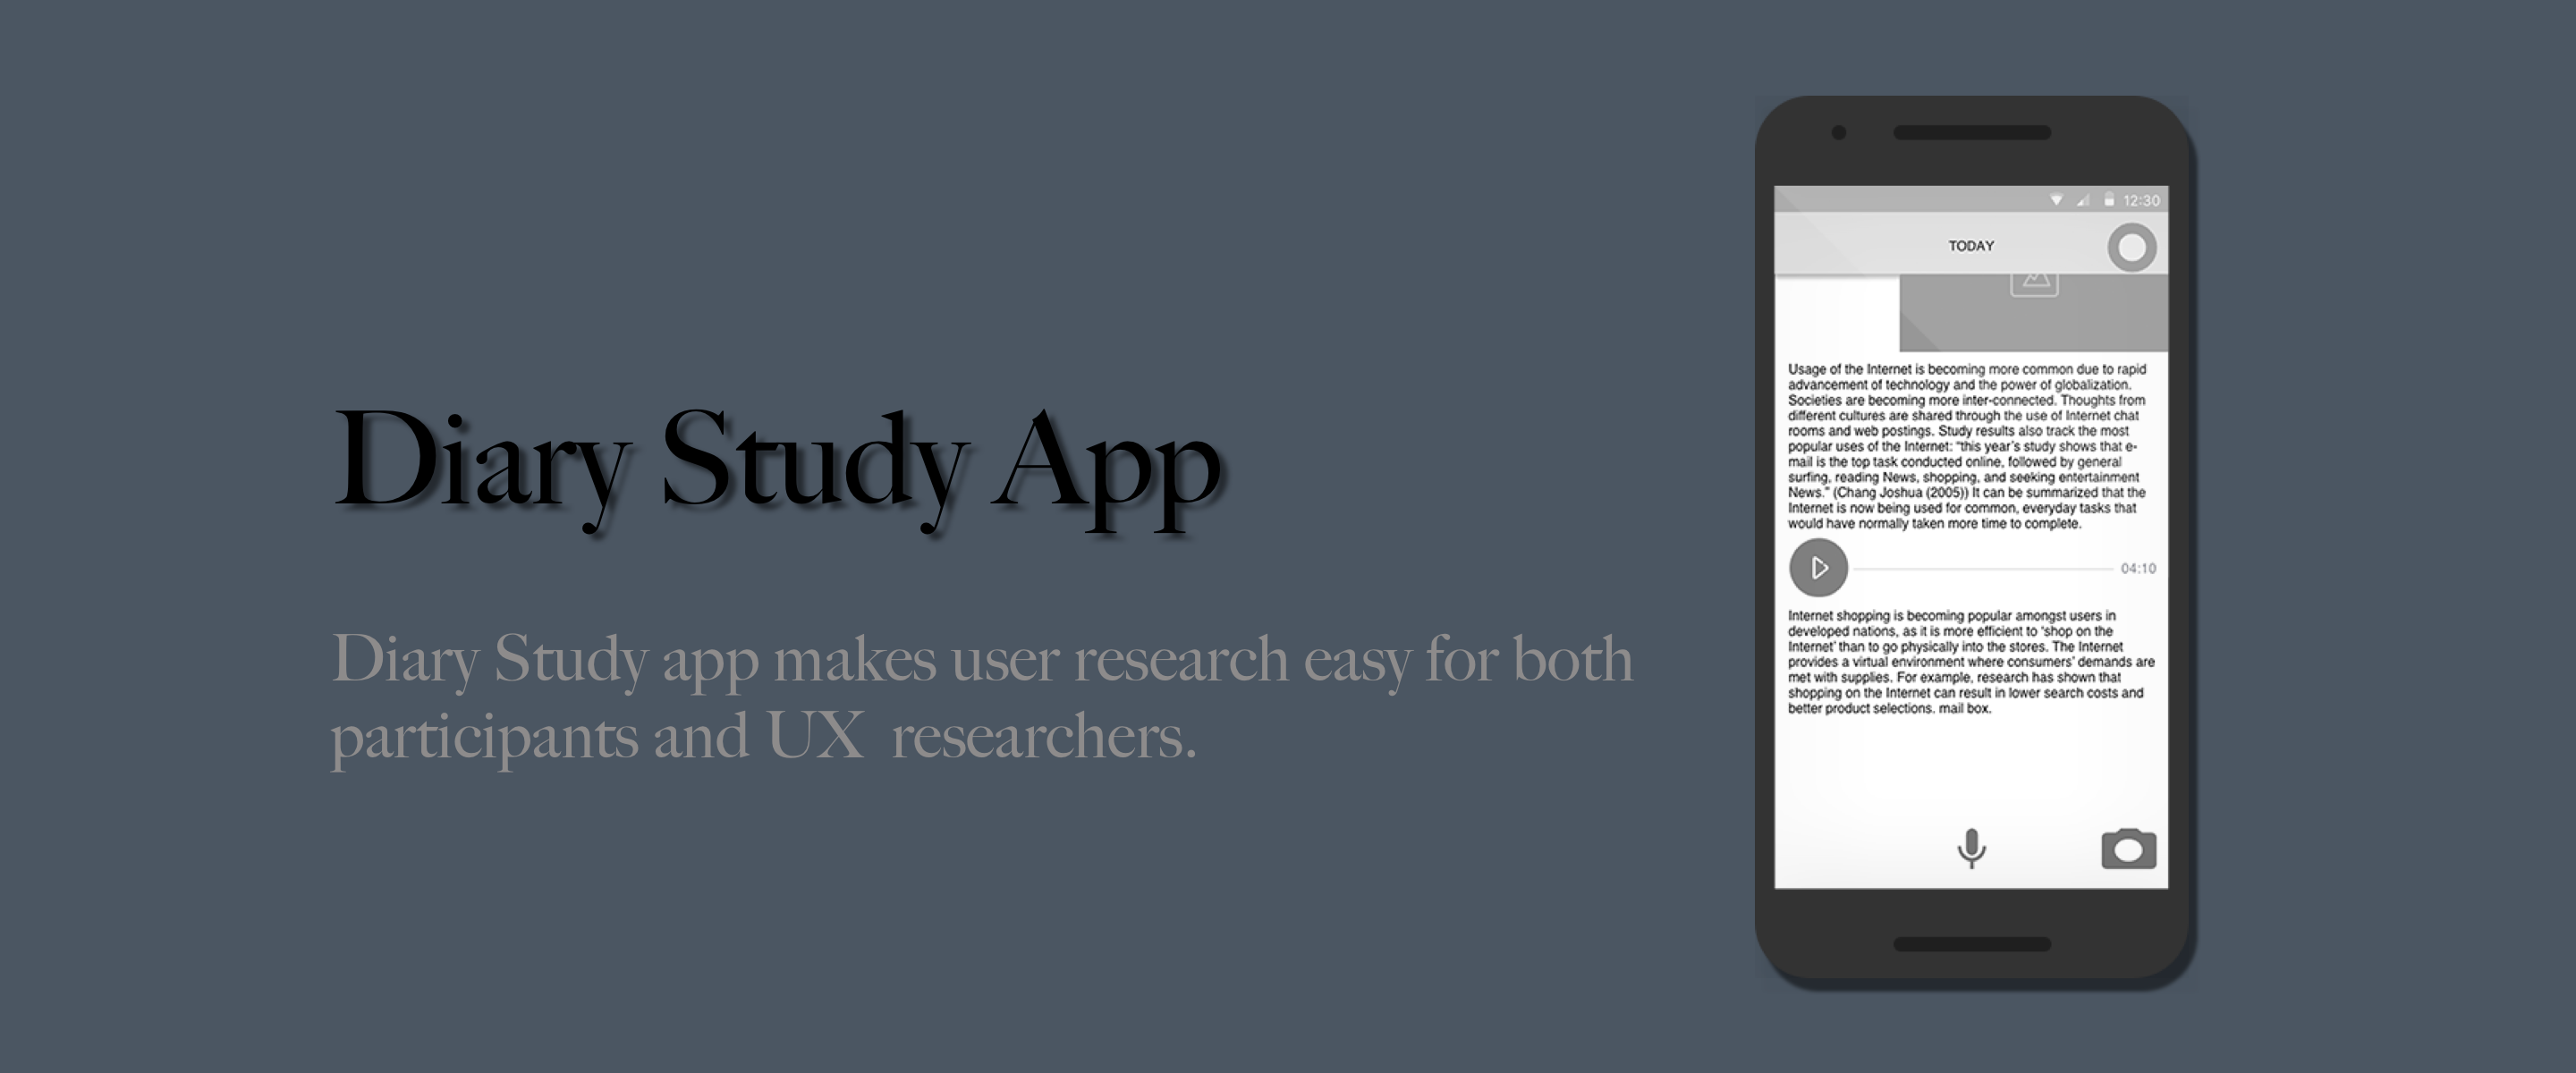 Diary Study App
Diary Study app makes user research easy for both
participants and UX  researchers.
12:30
TODAY
Usage of the Internet is becoming more common due to rapid
advancement of technology and the power of globalization.
Societies are becoming more inter-connected. Thoughts from
different cultures are shared through the use of Internet chat
rooms and web postings. Study results also track the most
popular uses of the Internet: "this year's study shows that e-
mail is the top task conducted online, followed by general
surfing, reading News, shopping, and seeking entertainment
News." (Chang Joshua (2005)) It can be summarized that the
Internet is now being used for common, everyday tasks that
would have normally taken more time to complete.
04:10
Internet shopping is becoming popular amongst users in
developed nations, as it is more efficient to 'shop on the
Internet' than to go physically into the stores. The Internet
provides a virtual environment where consumers' demands are
met with supplies. For example, research has shown that
shopping on the Internet can result in lower search costs and
better product selections. mail box.